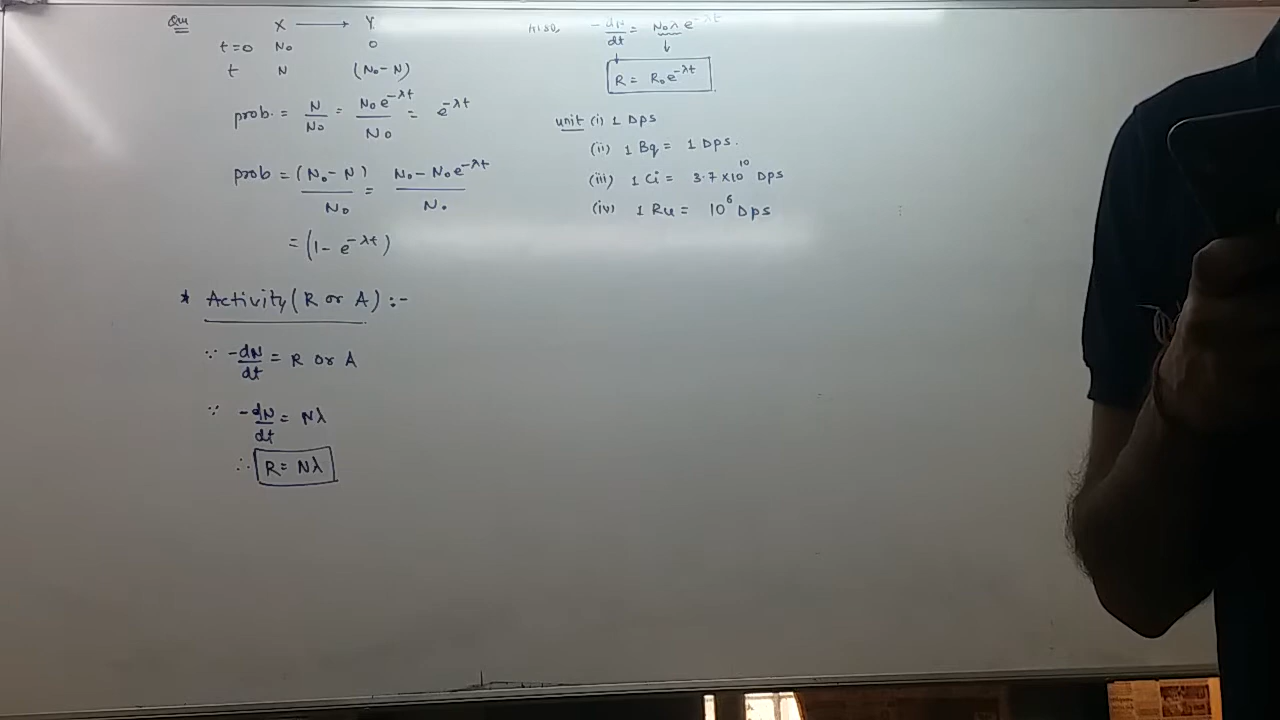 Qu X ⟶ Y
t=0 N₀ 0
t N (N₀-N)
prob. = N/N₀ = N₀e^-λt/N₀ = e^-λt
prob = (N₀-N)/N₀ = N₀-N₀e^-λt/N₀
= (1-e^-λt)
* Activity (R or A) :-
∵ -dN/dt = R or A
∵ -dN/dt = Nλ
∴ R = Nλ
Also, -dN/dt = N₀λ e^-λt
R = R₀e^-λt
unit (i) 1 Dps
(ii) 1 Bq = 1 Dps.
(iii) 1 Ci = 3.7×10^10 Dps
(iv) 1 Ru = 10^6 Dps